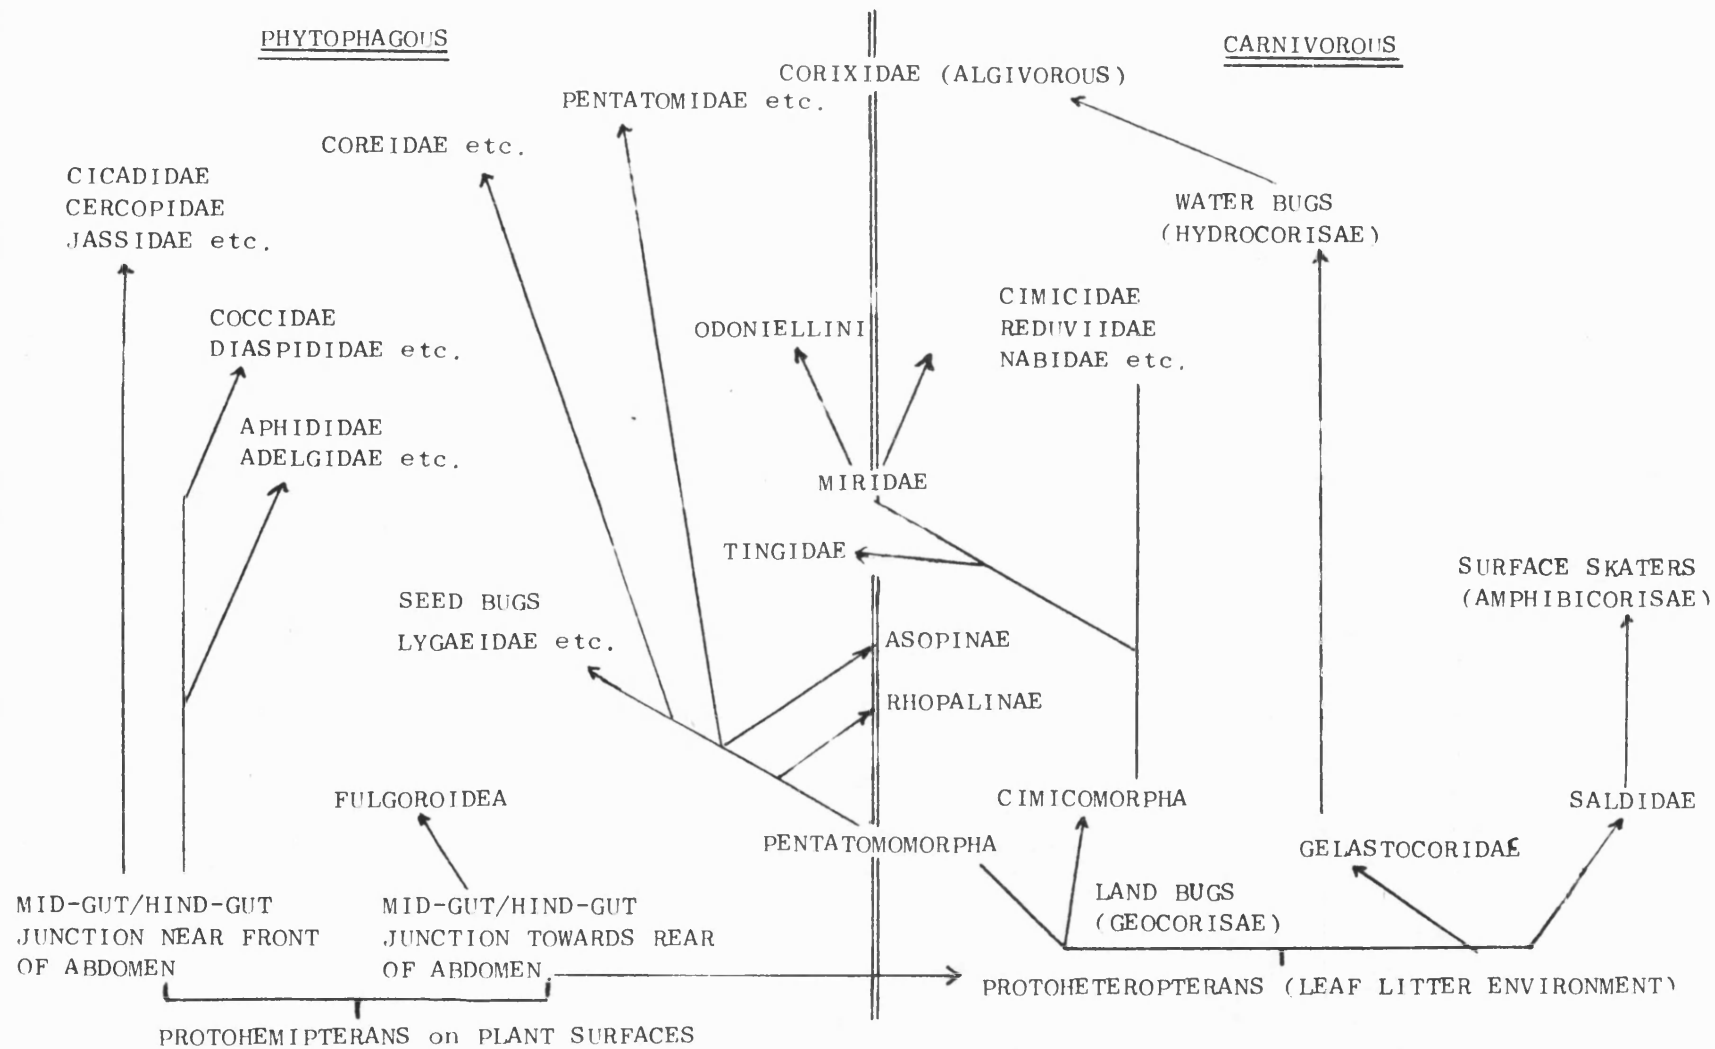 PHYTOPHAGOUS
CARNIVOROUS
CORIXIDAE (ALGIVOROUS)
PENTATOMIDAE etc.
COREIDAE etc.
CICADIDAE
CERCOPIDAE
JASSIDAE etc.
WATER BUGS
(HYDROCORISAE)
COCCIDAE
DIASPIDIDAE etc.
ODONIELLINI
CIMICIDAE
REDUVIIDAE
NABIDAE etc.
APHIDIDAE
ADELGIDAE etc.
MIRIDAE
TINGIDAE
SURFACE SKATERS
(AMPHIBICORISAE)
SEED BUGS
LYGAEIDAE etc.
ASOPINAE
RHOPALINAE
FULGOROIDEA
CIMICOMORPHA
SALDIDAE
PENTATOMOMORPHA
GELASTOCORIDAE
LAND BUGS
(GEOCORISAE)
MID-GUT/HIND-GUT
JUNCTION NEAR FRONT
OF ABDOMEN
MID-GUT/HIND-GUT
JUNCTION TOWARDS REAR
OF ABDOMEN.
PROTOHETEROPTERANS (LEAF LITTER ENVIRONMENT)
PROTOHEMIPTERANS on PLANT SURFACES